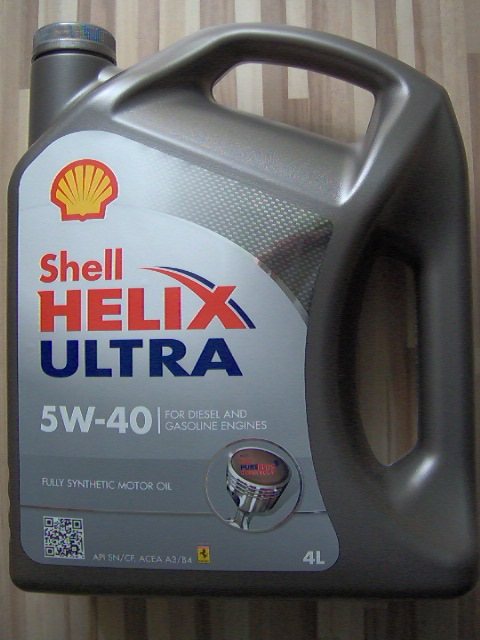 Shell
HELIX
ULTRA
5W-40
FOR DIESEL AND
GASOLINE ENGINES
PUREPLUS
FULLY SYNTHETIC MOTOR OIL
API SN/CF, ACEA A3/B4
4L